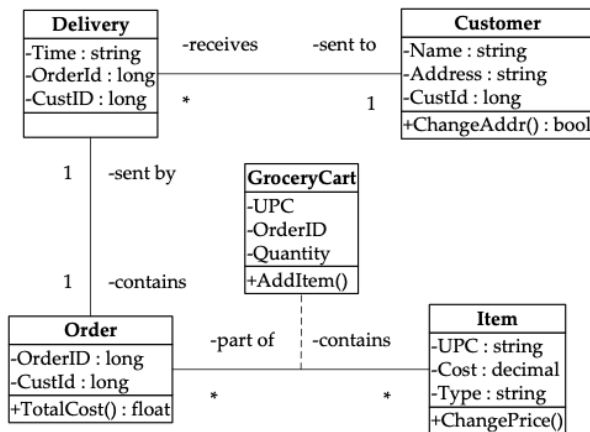 Delivery
-Time : string
-OrderId : long
-CustID : long
-receives
-sent to
*
1
Customer
-Name : string
-Address : string
-CustId : long
+ChangeAddr() : bool
1
-sent by
1
-contains
GroceryCart
-UPC
-OrderID
-Quantity
+AddItem()
Order
-OrderID : long
-CustId : long
+TotalCost() : float
-part of
-contains
*
*
Item
-UPC : string
-Cost : decimal
-Type : string
+ChangePrice()